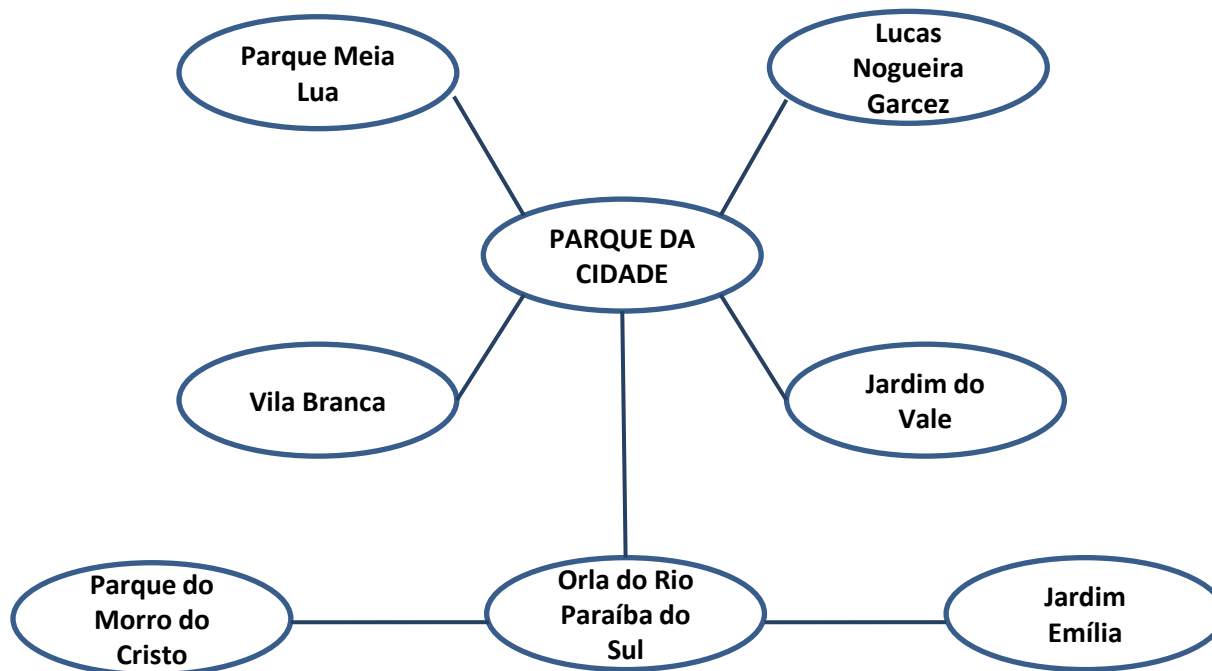 Parque Meia
Lua
Lucas
Nogueira
Garcez
PARQUE DA
CIDADE
Vila Branca
Jardim do
Vale
Parque do
Morro do
Cristo
Orla do Rio
Paraíba do
Sul
Jardim
Emília